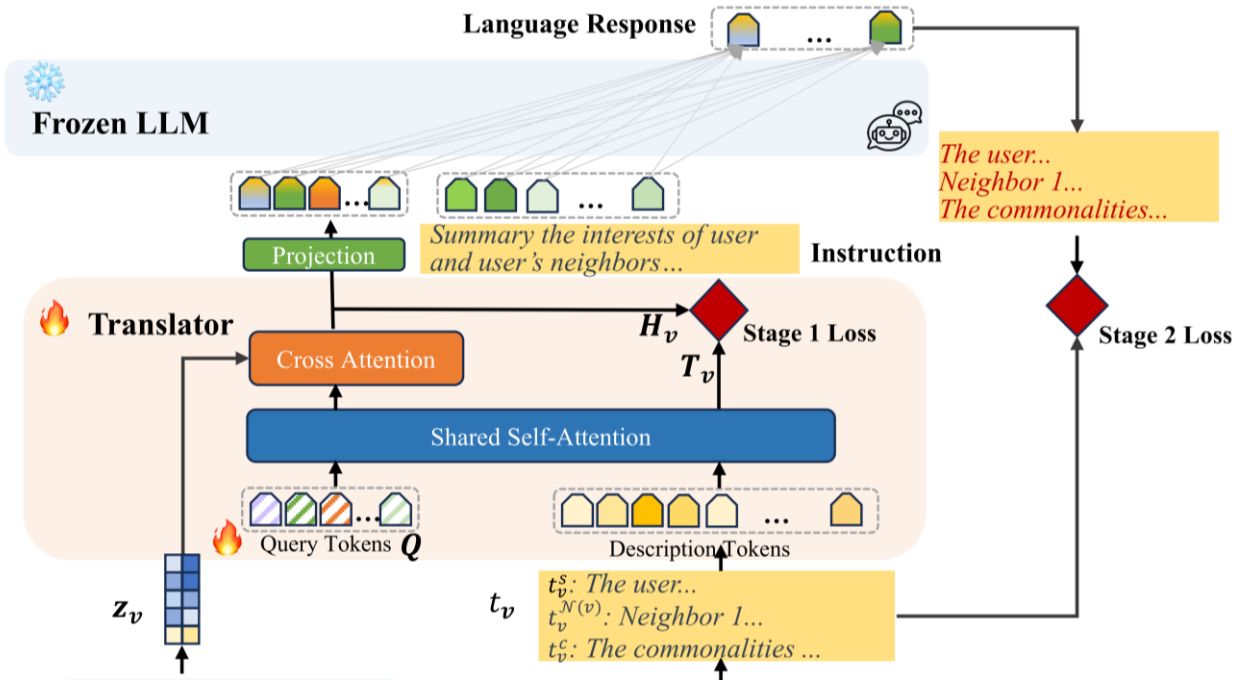 Language Response
...
Frozen LLM
The user...
Neighbor 1...
The commonalities...
...
...
Projection
Summary the interests of user
and user's neighbors...
Instruction
Translator
H_v
Stage 1 Loss
Stage 2 Loss
Cross Attention
T_v
Shared Self-Attention
...
...
Query Tokens Q
Description Tokens
z_v
t_v
t_v^s: The user...
t_v^{N(v)}: Neighbor 1...
t_v^c: The commonalities ...